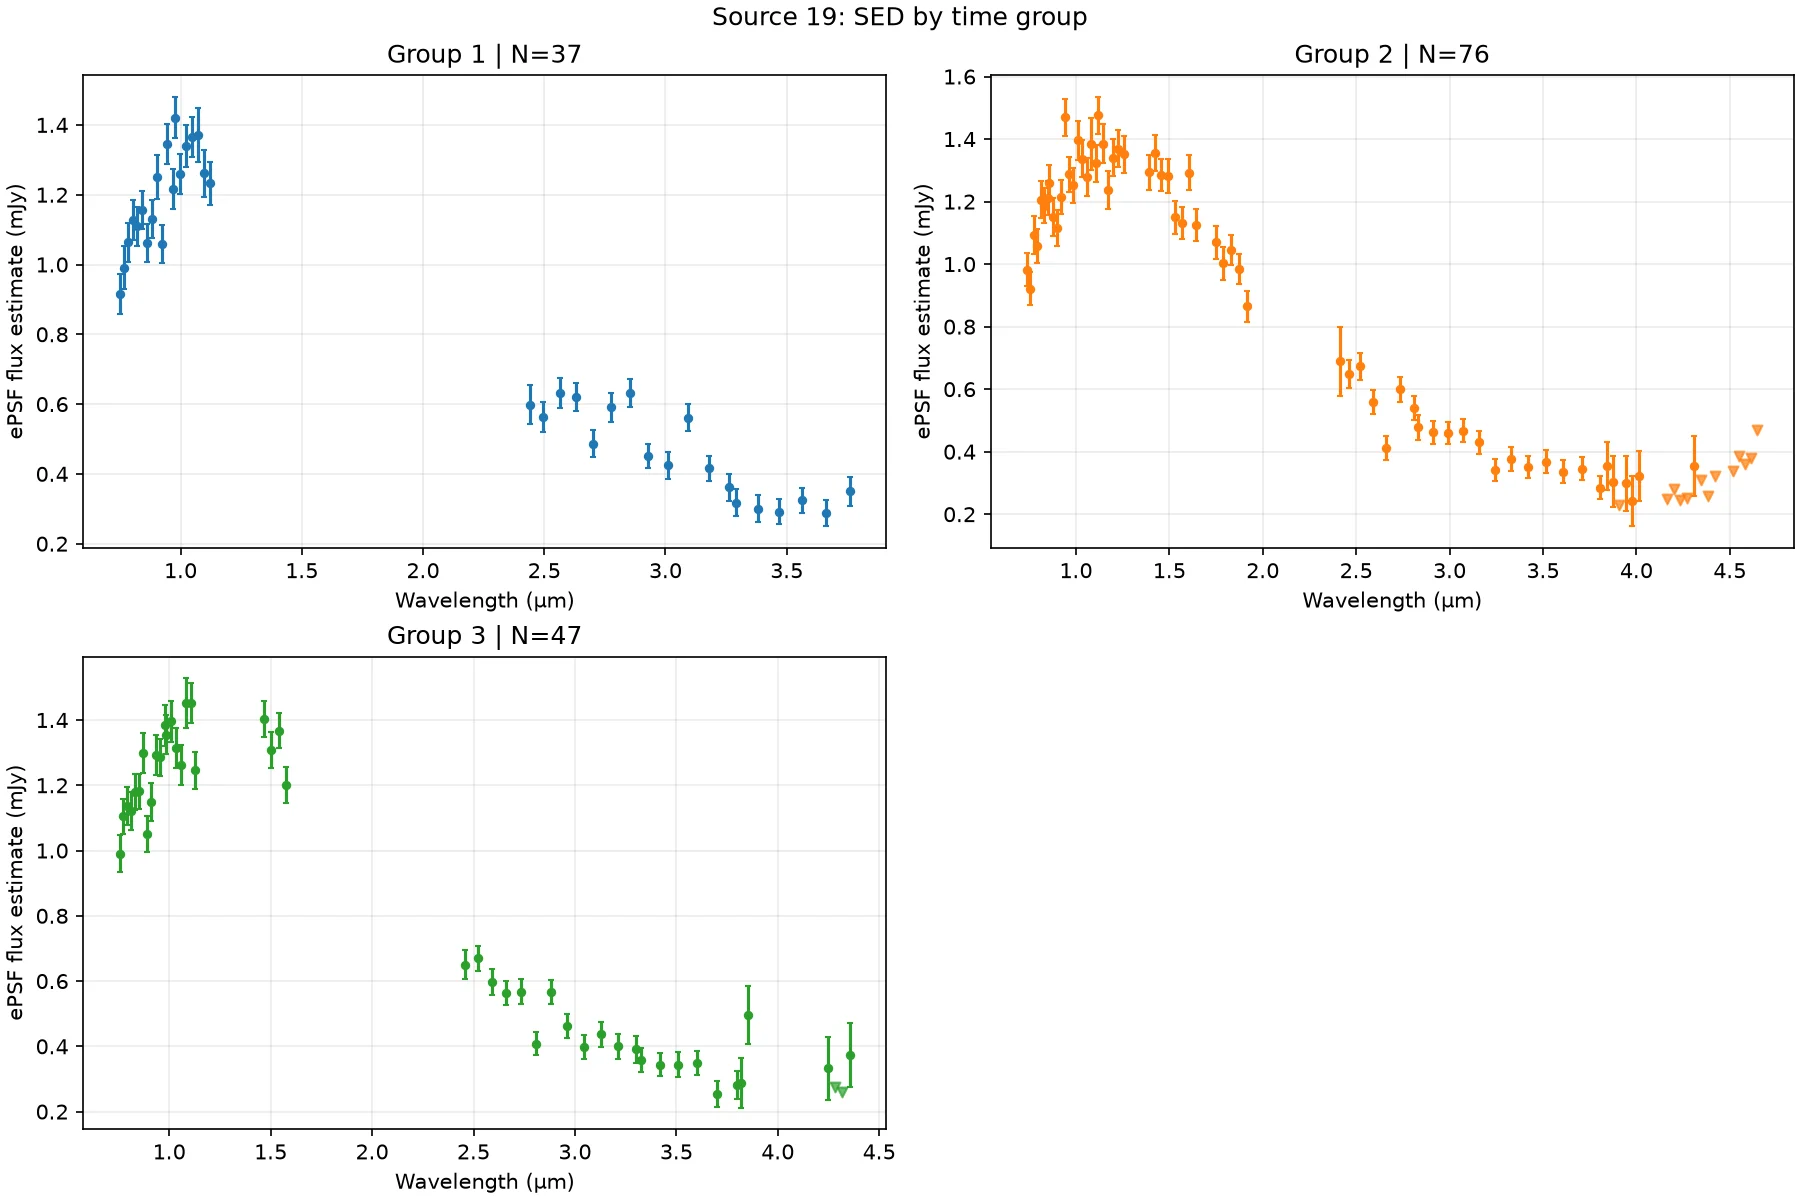 Source 19: SED by time group
Group 1 | N=37
ePSF flux estimate (mJy)
1.4
1.2
1.0
0.8
0.6
0.4
0.2
1.0 1.5 2.0 2.5 3.0 3.5
Wavelength (µm)
Group 2 | N=76
ePSF flux estimate (mJy)
1.6
1.4
1.2
1.0
0.8
0.6
0.4
0.2
1.0 1.5 2.0 2.5 3.0 3.5 4.0 4.5
Wavelength (µm)
Group 3 | N=47
ePSF flux estimate (mJy)
1.4
1.2
1.0
0.8
0.6
0.4
0.2
1.0 1.5 2.0 2.5 3.0 3.5 4.0 4.5
Wavelength (µm)